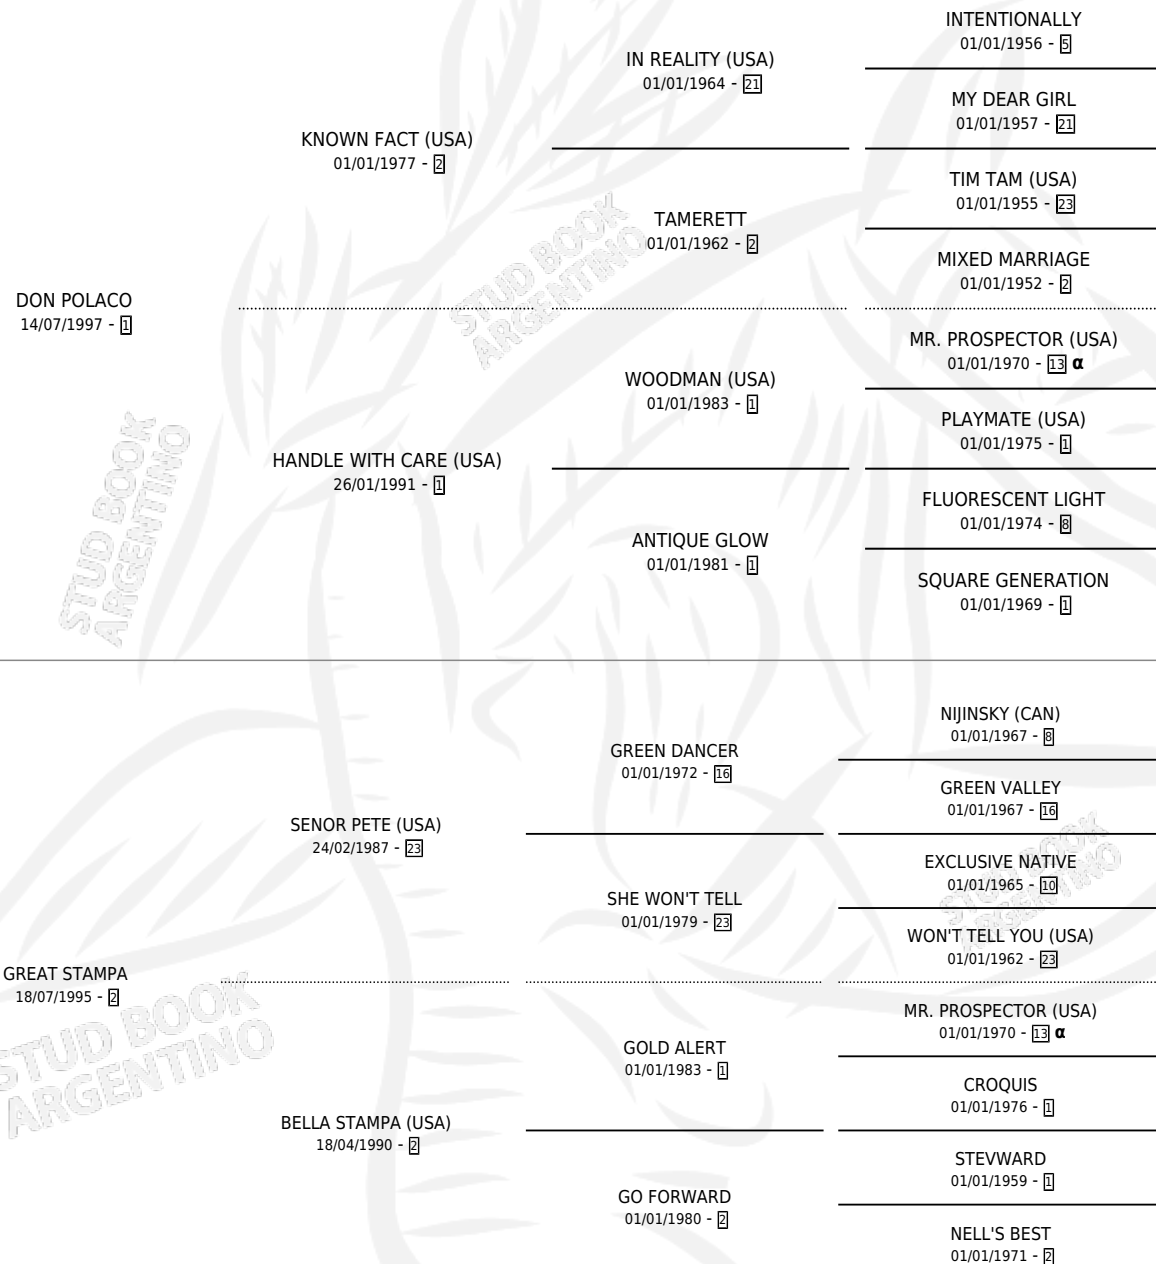 INTENTIONALLY
01/01/1956 - 5
IN REALITY (USA)
01/01/1964 - 21
MY DEAR GIRL
01/01/1957 - 21
KNOWN FACT (USA)
01/01/1977 - 2
TIM TAM (USA)
01/01/1955 - 23
TAMERETT
01/01/1962 - 2
MIXED MARRIAGE
01/01/1952 - 2
DON POLACO
14/07/1997 - 1
MR. PROSPECTOR (USA)
01/01/1970 - 13 α
WOODMAN (USA)
01/01/1983 - 1
PLAYMATE (USA)
01/01/1975 - 1
HANDLE WITH CARE (USA)
26/01/1991 - 1
FLUORESCENT LIGHT
01/01/1974 - 8
ANTIQUE GLOW
01/01/1981 - 1
SQUARE GENERATION
01/01/1969 - 1
NIJINSKY (CAN)
01/01/1967 - 8
GREEN DANCER
01/01/1972 - 16
GREEN VALLEY
01/01/1967 - 16
SENOR PETE (USA)
24/02/1987 - 23
EXCLUSIVE NATIVE
01/01/1965 - 10
SHE WON'T TELL
01/01/1979 - 23
WON'T TELL YOU (USA)
01/01/1962 - 23
GREAT STAMPA
18/07/1995 - 2
MR. PROSPECTOR (USA)
01/01/1970 - 13 α
GOLD ALERT
01/01/1983 - 1
CROQUIS
01/01/1976 - 1
BELLA STAMPA (USA)
18/04/1990 - 2
STEVWARD
01/01/1959 - 1
GO FORWARD
01/01/1980 - 2
NELL'S BEST
01/01/1971 - 2
STUD BOOK
ARGENTINO
STUD BOOK
ARGENTINO
STUD BOOK
ARGENTINO
STUD BOOK
ARGENTINO